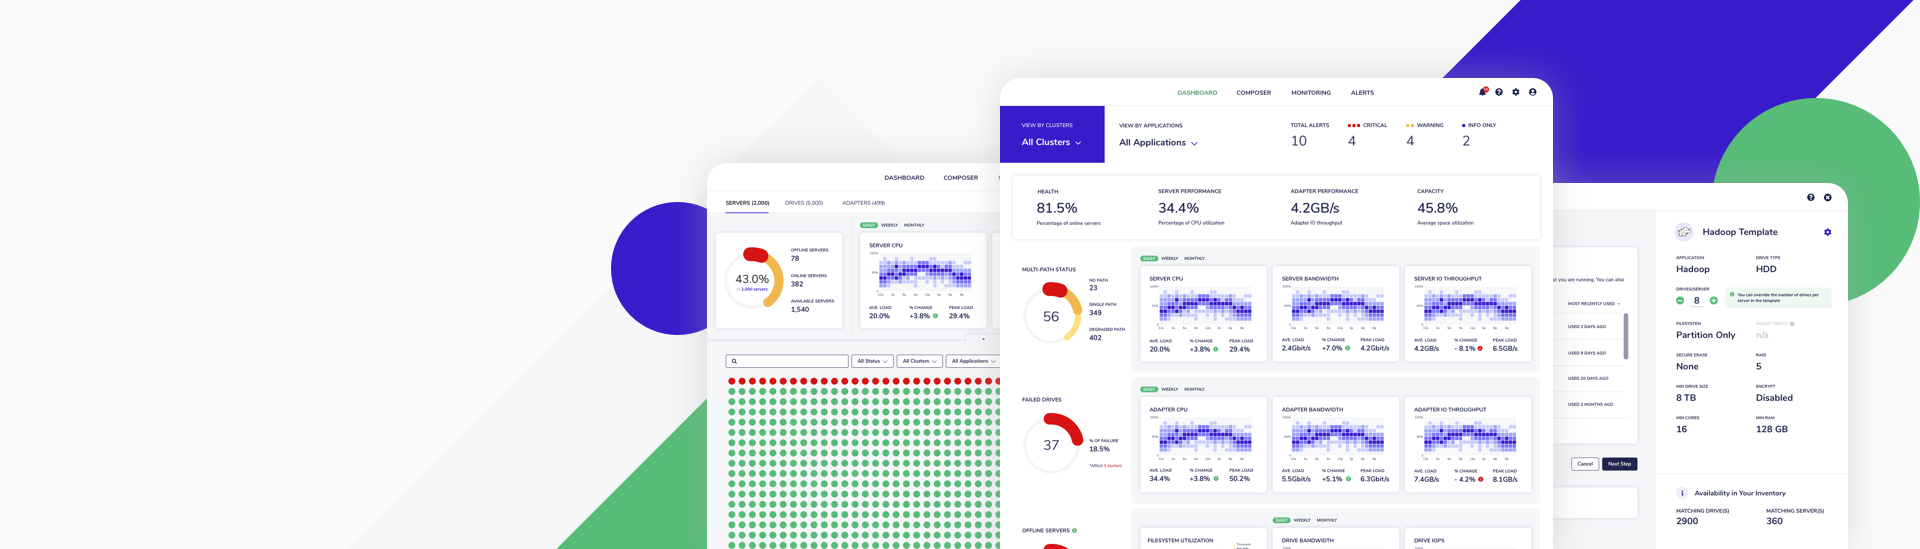 DASHBOARD COMPOSER
SERVERS (2,000) DRIVES (5,000) ADAPTERS (499)
DAILY WEEKLY MONTHLY
43.0%
of 2,000 servers
OFFLINE SERVERS
78
ONLINE SERVERS
382
AVAILABLE SERVERS
1,540
SERVER CPU
100%
AVE. LOAD % CHANGE PEAK LOAD
20.0% +3.8% 29.4%
All Status All Clusters All Applications
DASHBOARD COMPOSER MONITORING ALERTS
VIEW BY CLUSTERS
All Clusters
VIEW BY APPLICATIONS
All Applications
TOTAL ALERTS CRITICAL WARNING INFO ONLY
10 4 4 2
HEALTH SERVER PERFORMANCE ADAPTER PERFORMANCE CAPACITY
81.5% 34.4% 4.2GB/s 45.8%
Percentage of online servers Percentage of CPU utilization Adapter IO throughput Average space utilization
MULTI-PATH STATUS
56
NO PATH
23
SINGLE PATH
349
DEGRADED PATH
402
DAILY WEEKLY MONTHLY
SERVER CPU SERVER BANDWIDTH SERVER IO THROUGHPUT
100% 100% 100%
AVE. LOAD % CHANGE PEAK LOAD AVE. LOAD % CHANGE PEAK LOAD AVE. LOAD % CHANGE PEAK LOAD
20.0% +3.8% 29.4% 2.4Gbit/s +7.0% 4.2Gbit/s 4.2GB/s - 8.1% 6.5GB/s
FAILED DRIVES
37
% OF FAILURE
18.5%
*Affect 3 clusters
DAILY WEEKLY MONTHLY
ADAPTER CPU ADAPTER BANDWIDTH ADAPTER IO THROUGHPUT
100% 100% 100%
AVE. LOAD % CHANGE PEAK LOAD AVE. LOAD % CHANGE PEAK LOAD AVE. LOAD % CHANGE PEAK LOAD
34.4% +3.8% 50.2% 5.5Gbit/s +5.1% 6.3Gbit/s 7.4GB/s - 4.2% 8.1GB/s
OFFLINE SERVERS
DAILY WEEKLY MONTHLY
FILESYSTEM UTILIZATION DRIVE BANDWIDTH DRIVE IOPS
Threshold
100% 100%
t you are running. You can also
MOST RECENTLY USED
USED 2 DAYS AGO
USED 8 DAYS AGO
USED 20 DAYS AGO
USED 2 MONTHS AGO
Cancel Next Step
Hadoop Template
APPLICATION DRIVE TYPE
Hadoop HDD
DRIVES/SERVER
8
You can override the number of drives per
server in the template
FILESYSTEM MOUNT PREFIX
Partition Only n/a
SECURE ERASE RAID
None 5
MIN DRIVE SIZE ENCRYPT
8 TB Disabled
MIN CORES MIN RAM
16 128 GB
Availability in Your Inventory
MATCHING DRIVE(S) MATCHING SERVER(S)
2900 360